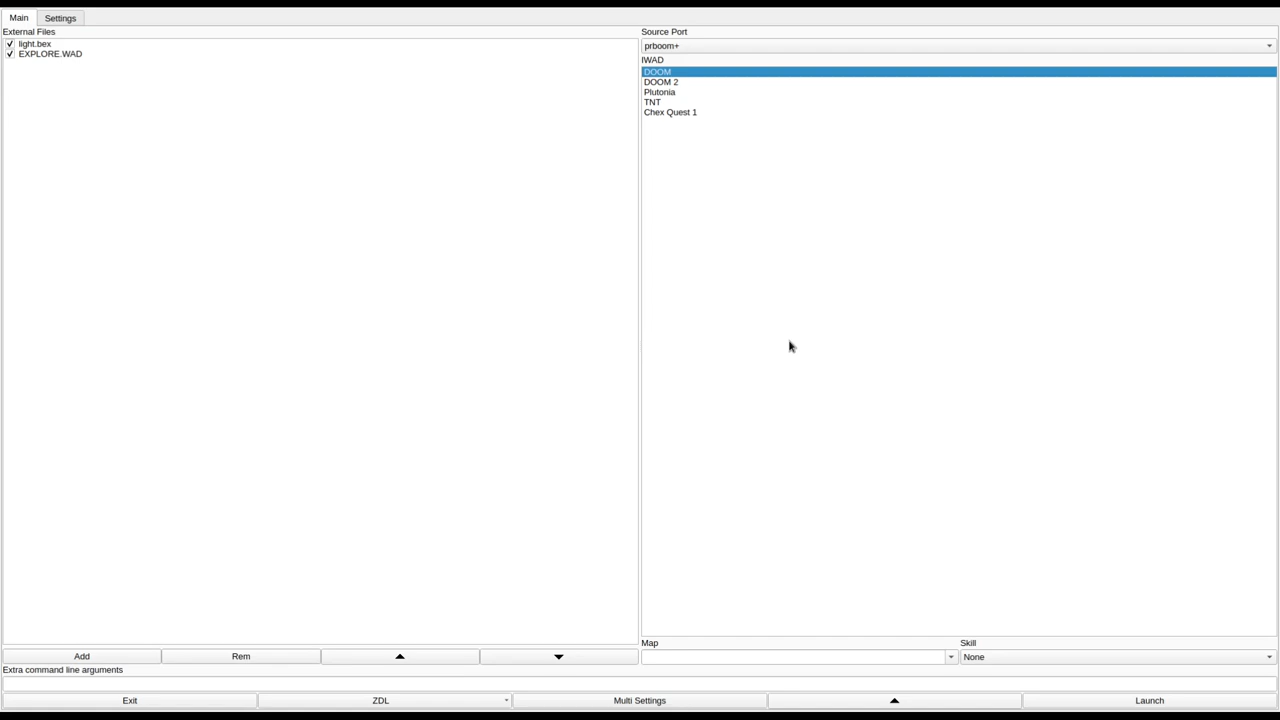 Main Settings
External Files
light.bex
EXPLORE.WAD
Source Port
prboom+
IWAD
DOOM
DOOM 2
Plutonia
TNT
Chex Quest 1
Add Rem
Map Skill
None
Extra command line arguments
Exit ZDL Multi Settings Launch